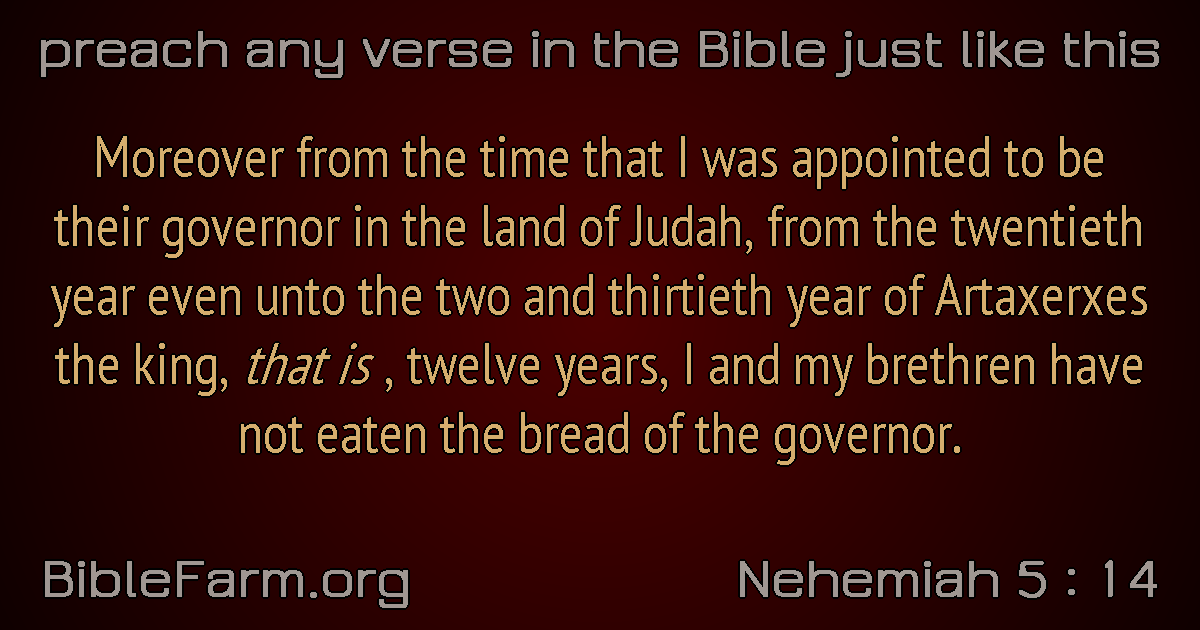 preach any verse in the Bible just like this
Moreover from the time that I was appointed to be
their governor in the land of Judah, from the twentieth
year even unto the two and thirtieth year of Artaxerxes
the king, that is , twelve years, I and my brethren have
not eaten the bread of the governor.
BibleFarm.org
Nehemiah 5 : 14